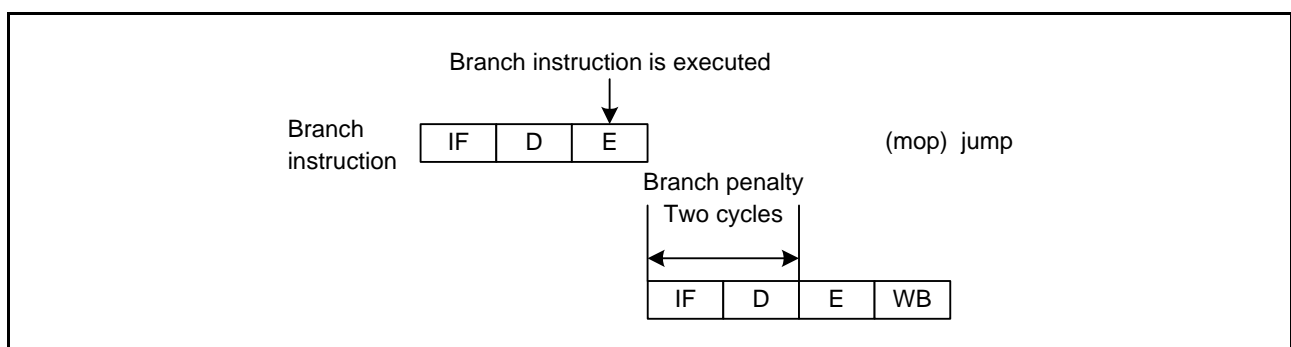 Branch instruction is executed
Branch
instruction
IF D E
(mop) jump
Branch penalty
Two cycles
IF D E WB